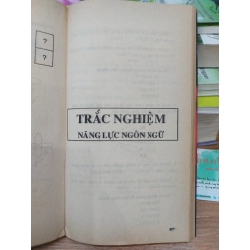 ?
?
TRẮC NGHIỆM
NĂNG LỰC NGÔN NGỮ